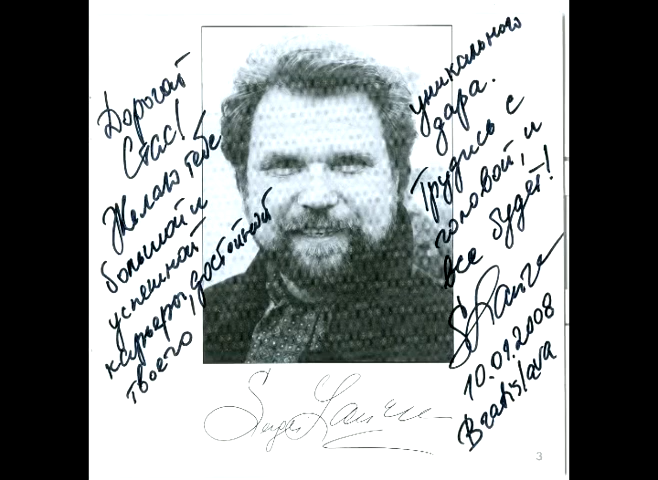 Дорогой
Стас!
Желаю тебе
большой и
успешной
карьеры, достойной
твоего
уникального
дара.
Трудись с
головой, и
все будет!
10.01.2008
Bratislava
3